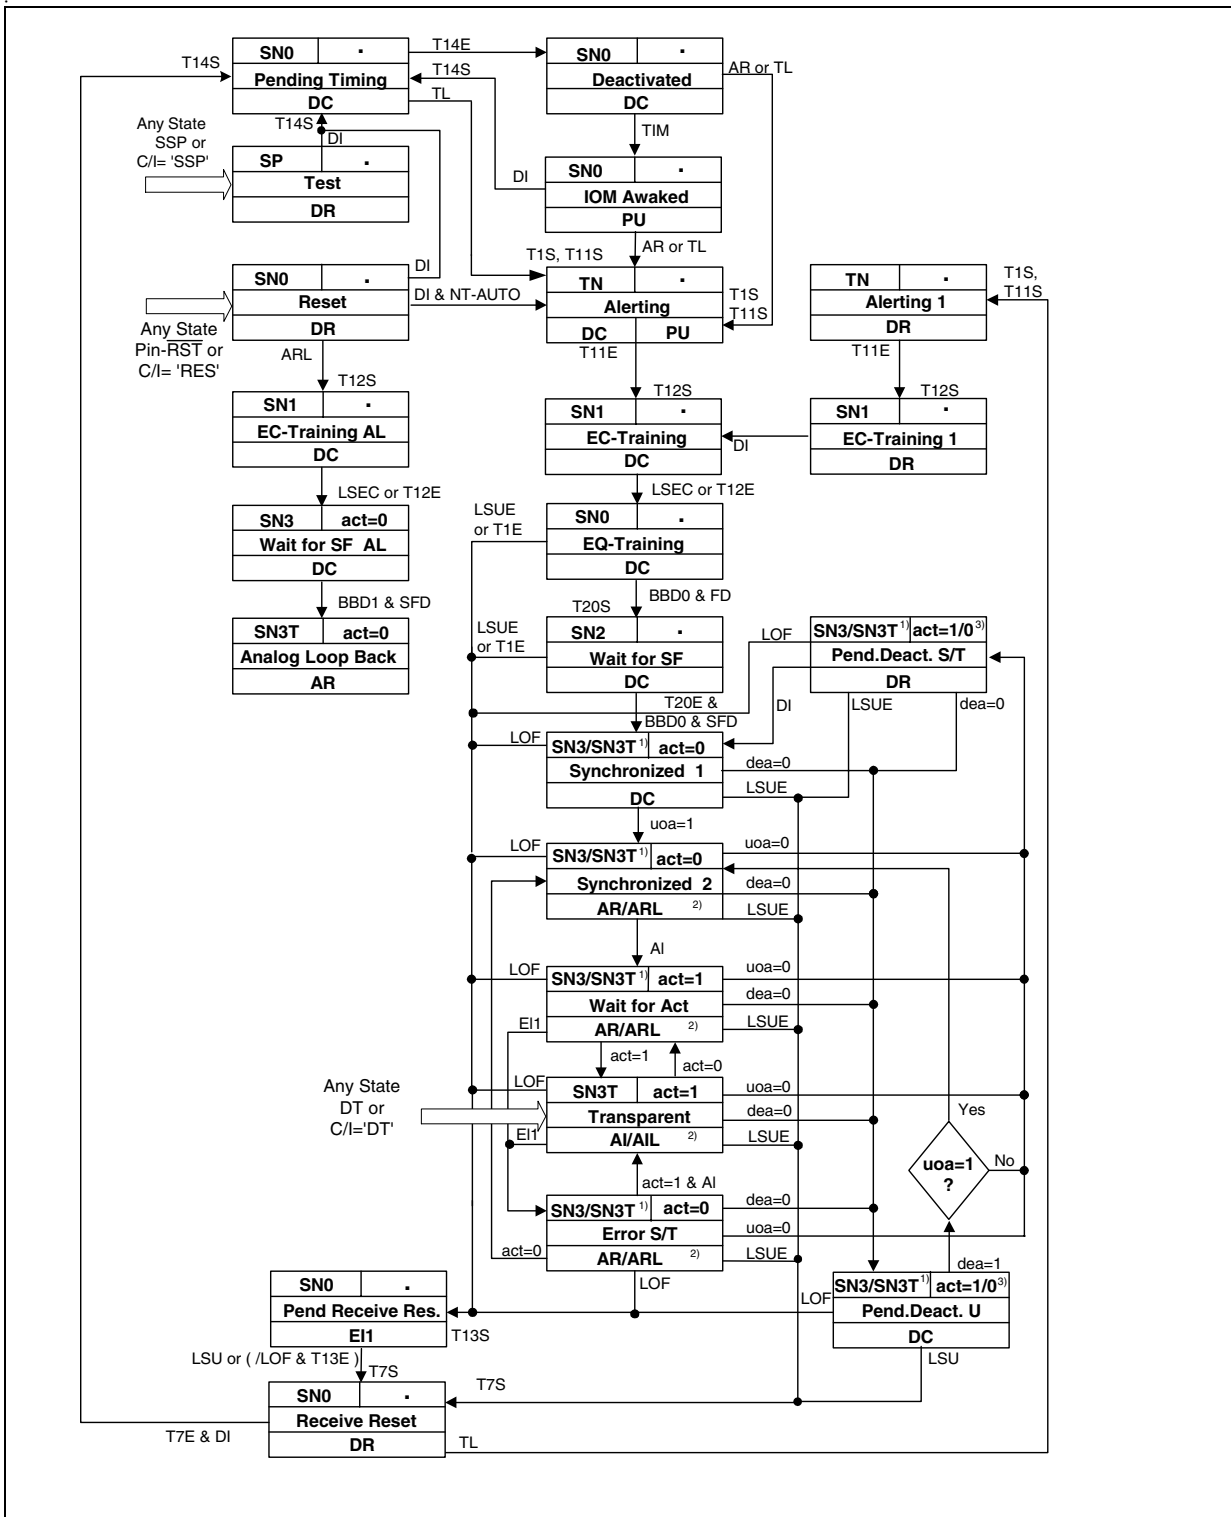 SN0 .
Pending Timing
DC
T14S
T14E
T14S
TL
SN0 .
Deactivated
DC
AR or TL
Any State
SSP or
C/I= 'SSP'
T14S
DI
SP .
Test
DR
TIM
SN0 .
IOM Awaked
PU
DI
AR or TL
T1S, T11S
SN0 .
Reset
DR
DI
DI & NT-AUTO
Any State
Pin-RST or
C/I= 'RES'
TN .
Alerting
DC PU
T1S
T11S
TN .
Alerting 1
DR
T1S,
T11S
ARL
T12S
T11E
T12S
T11E
T12S
SN1 .
EC-Training AL
DC
SN1 .
EC-Training
DC
DI
SN1 .
EC-Training 1
DR
LSEC or T12E
LSEC or T12E
SN3 act=0
Wait for SF AL
DC
LSUE
or T1E
SN0 .
EQ-Training
DC
BBD1 & SFD
BBD0 & FD
T20S
SN3T act=0
Analog Loop Back
AR
LSUE
or T1E
SN2 .
Wait for SF
DC
LOF
SN3/SN3T 1) act=1/0 3)
Pend.Deact. S/T
DR
T20E &
BBD0 & SFD
DI
LSUE
dea=0
LOF
SN3/SN3T 1) act=0
Synchronized 1
DC
dea=0
LSUE
uoa=1
LOF
SN3/SN3T 1) act=0
Synchronized 2
AR/ARL 2)
uoa=0
dea=0
LSUE
AI
LOF
SN3/SN3T 1) act=1
Wait for Act
AR/ARL 2)
uoa=0
dea=0
LSUE
EI1
act=1
act=0
Any State
DT or
C/I='DT'
LOF
SN3T act=1
Transparent
AI/AIL 2)
uoa=0
dea=0
LSUE
EI1
Yes
uoa=1
?
No
act=1 & AI
SN3/SN3T 1) act=0
Error S/T
AR/ARL 2)
dea=0
uoa=0
LSUE
act=0
LOF
dea=1
SN0 .
Pend Receive Res.
EI1
T13S
LOF
SN3/SN3T 1) act=1/0 3)
Pend.Deact. U
DC
LSU
LSU or ( /LOF & T13E )
T7S
T7S
SN0 .
Receive Reset
DR
T7E & DI
TL